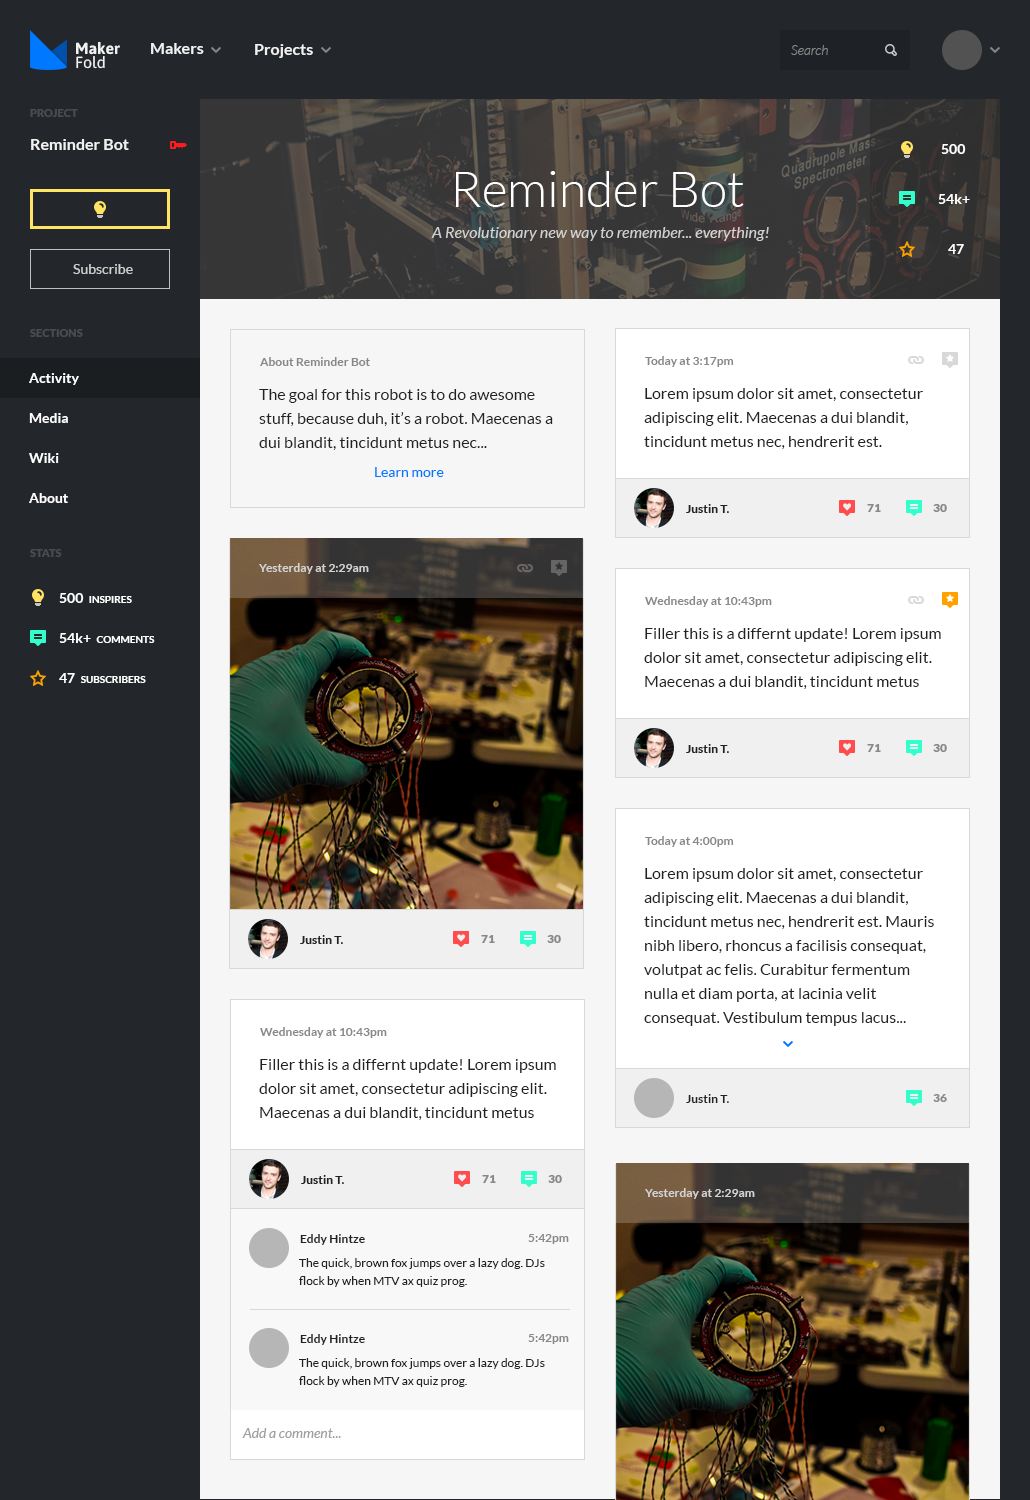 Maker
Fold
Makers
Projects
Search
PROJECT
Reminder Bot
Subscribe
SECTIONS
Activity
Media
Wiki
About
STATS
500 INSPIRES
54k+ COMMENTS
47 SUBSCRIBERS
Quadrupole Mass
Spectrometer
Wide Range
Reminder Bot
A Revolutionary new way to remember... everything!
500
54k+
47
About Reminder Bot
The goal for this robot is to do awesome
stuff, because duh, it’s a robot. Maecenas a
dui blandit, tincidunt metus nec...
Learn more
Yesterday at 2:29am
Justin T.
71
30
Wednesday at 10:43pm
Filler this is a differnt update! Lorem ipsum
dolor sit amet, consectetur adipiscing elit.
Maecenas a dui blandit, tincidunt metus
Justin T.
71
30
Eddy Hintze
5:42pm
The quick, brown fox jumps over a lazy dog. DJs
flock by when MTV ax quiz prog.
Eddy Hintze
5:42pm
The quick, brown fox jumps over a lazy dog. DJs
flock by when MTV ax quiz prog.
Add a comment...
Today at 3:17pm
Lorem ipsum dolor sit amet, consectetur
adipiscing elit. Maecenas a dui blandit,
tincidunt metus nec, hendrerit est.
Justin T.
71
30
Wednesday at 10:43pm
Filler this is a differnt update! Lorem ipsum
dolor sit amet, consectetur adipiscing elit.
Maecenas a dui blandit, tincidunt metus
Justin T.
71
30
Today at 4:00pm
Lorem ipsum dolor sit amet, consectetur
adipiscing elit. Maecenas a dui blandit,
tincidunt metus nec, hendrerit est. Mauris
nibh libero, rhoncus a facilisis consequat,
volutpat ac felis. Curabitur fermentum
nulla et diam porta, at lacinia velit
consequat. Vestibulum tempus lacus...
Justin T.
36
Yesterday at 2:29am